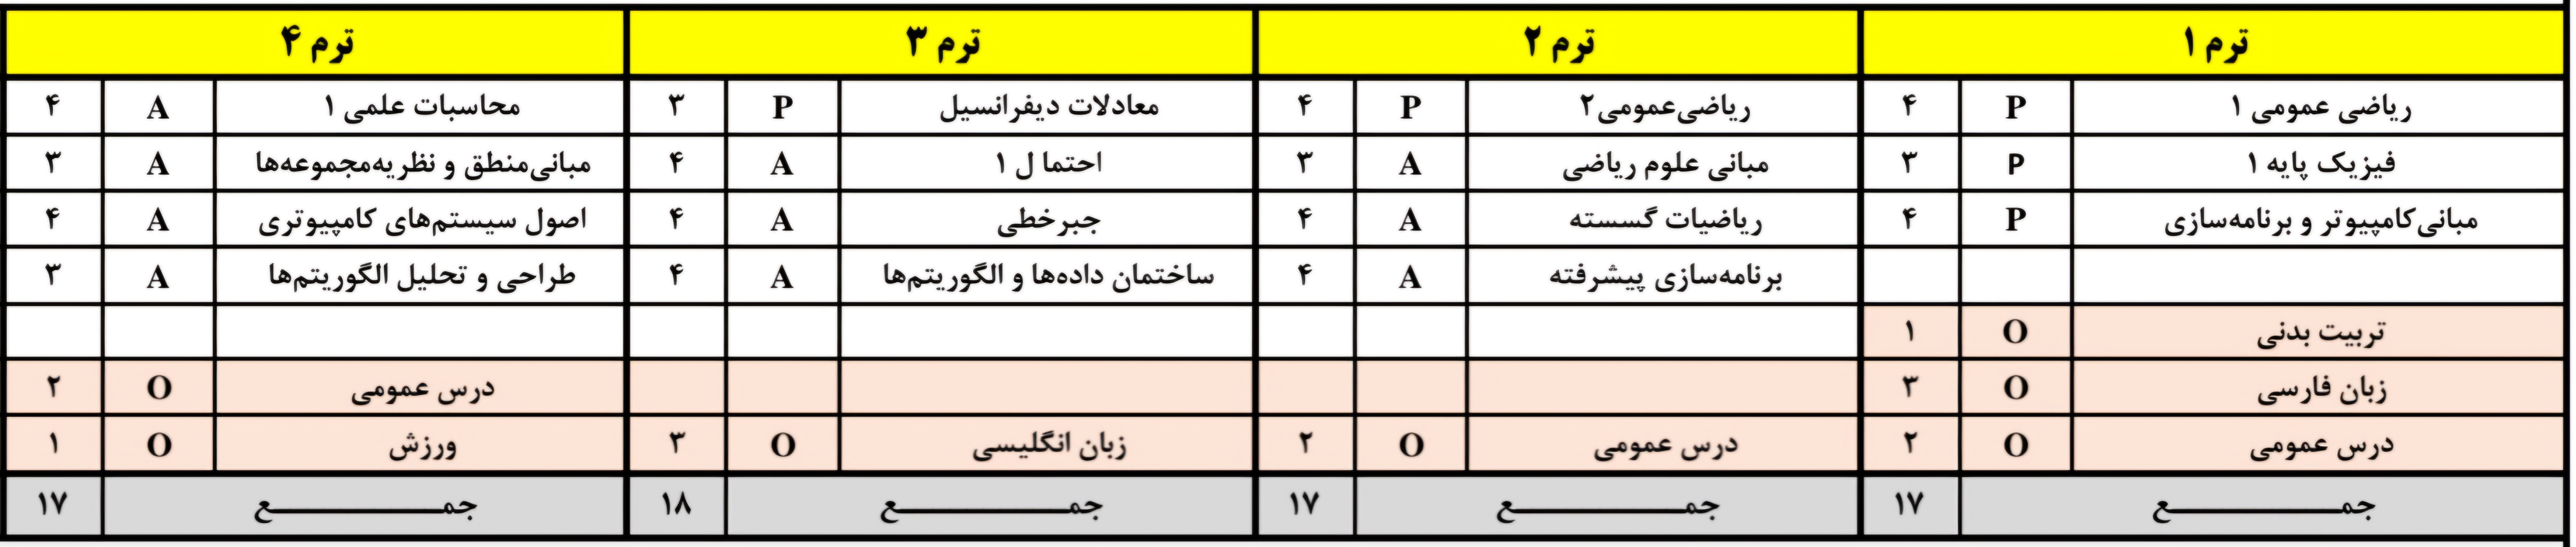 ترم ۱ ترم ۲ ترم ۳ ترم ۴
ریاضی عمومی ۱ P ۴ ریاضی‌عمومی۲ P ۴ معادلات دیفرانسیل P ۳ محاسبات علمی ۱ A ۴
فیزیک پایه ۱ P ۳ مبانی علوم ریاضی A ۳ احتما ل ۱ A ۴ مبانی‌منطق و نظریه‌مجموعه‌ها A ۳
مبانی‌کامپیوتر و برنامه‌سازی P ۴ ریاضیات گسسته A ۴ جبرخطی A ۴ اصول سیستم‌های کامپیوتری A ۴
برنامه‌سازی پیشرفته A ۴ ساختمان داده‌ها و الگوریتم‌ها A ۴ طراحی و تحلیل الگوریتم‌ها A ۳
تربیت بدنی O ۱
زبان فارسی O ۳ درس عمومی O ۲
درس عمومی O ۲ درس عمومی O ۲ زبان انگلیسی O ۳ ورزش O ۱
جمـــــــــــع ۱۷ جمـــــــــــع ۱۷ جمـــــــــــع ۱۸ جمـــــــــــع ۱۷